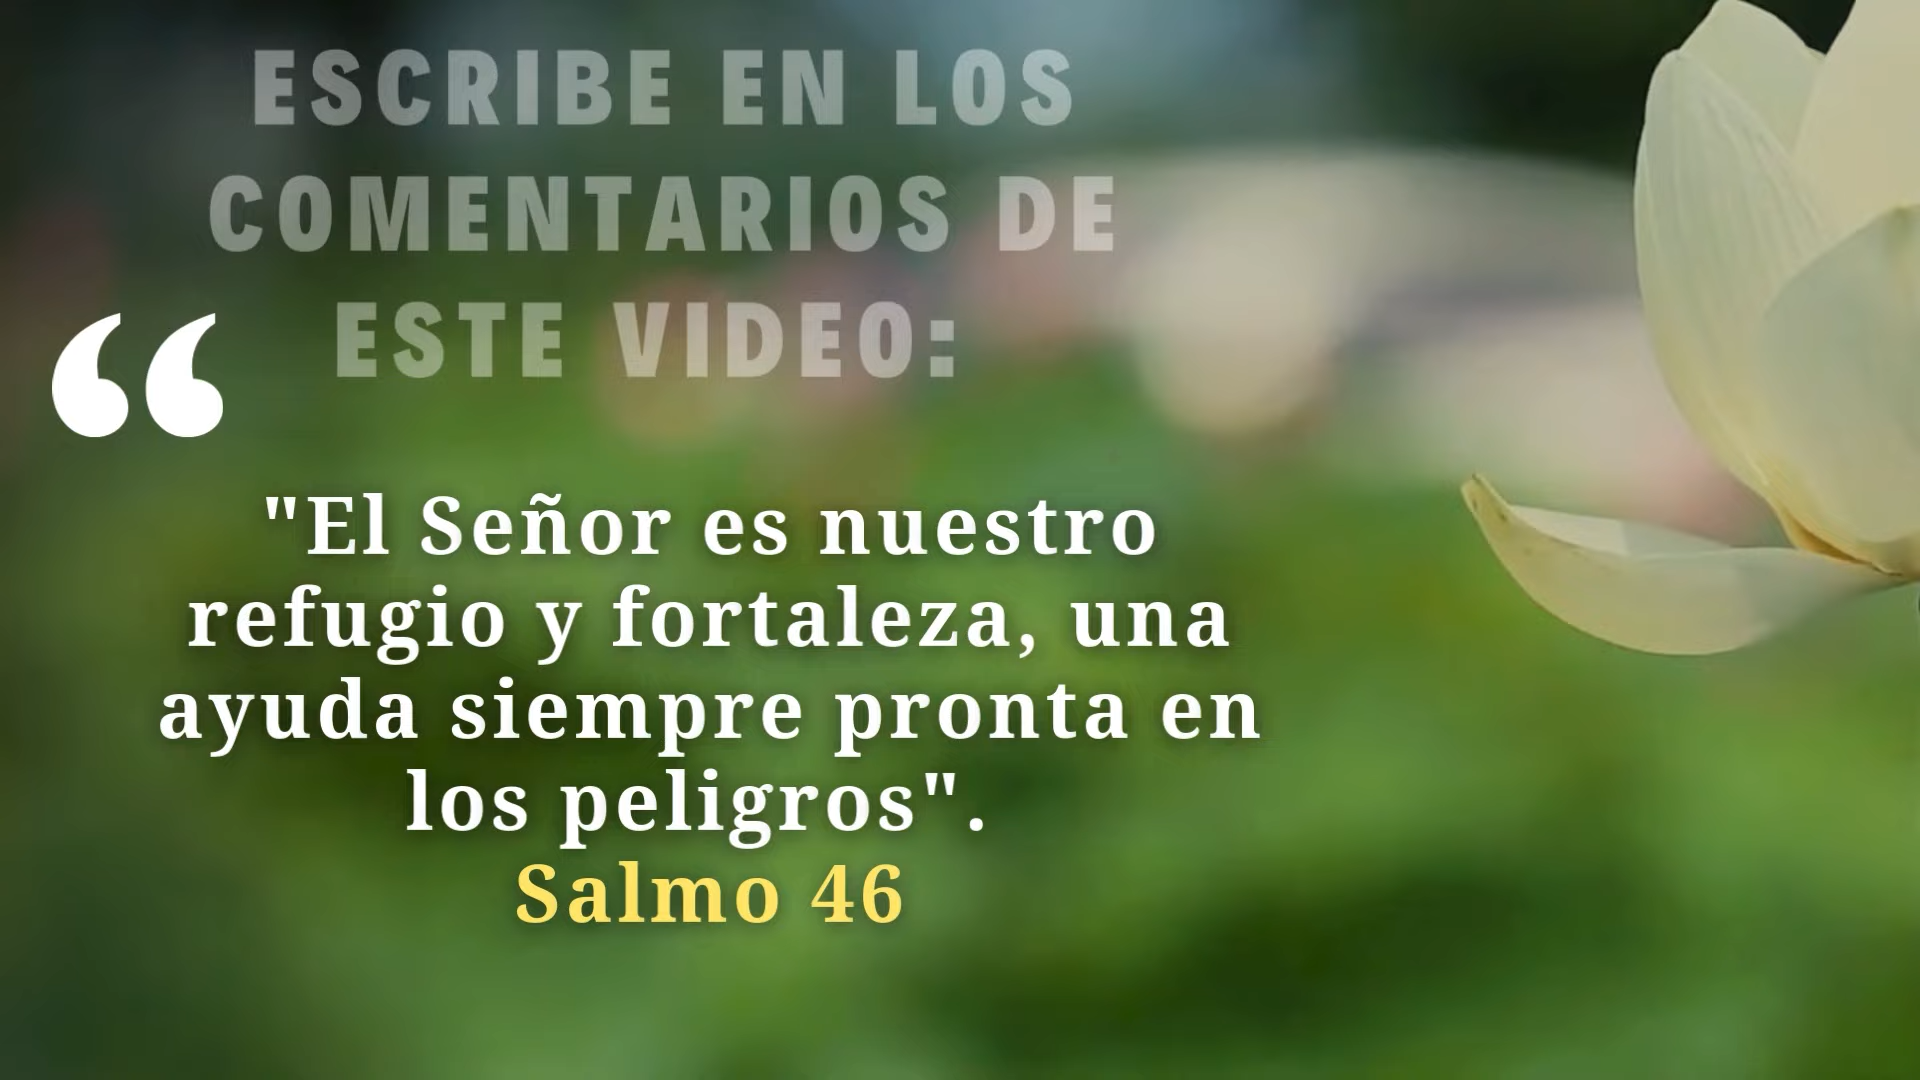 ESCRIBE EN LOS
COMENTARIOS DE
ESTE VIDEO:
“
"El Señor es nuestro
refugio y fortaleza, una
ayuda siempre pronta en
los peligros".
Salmo 46